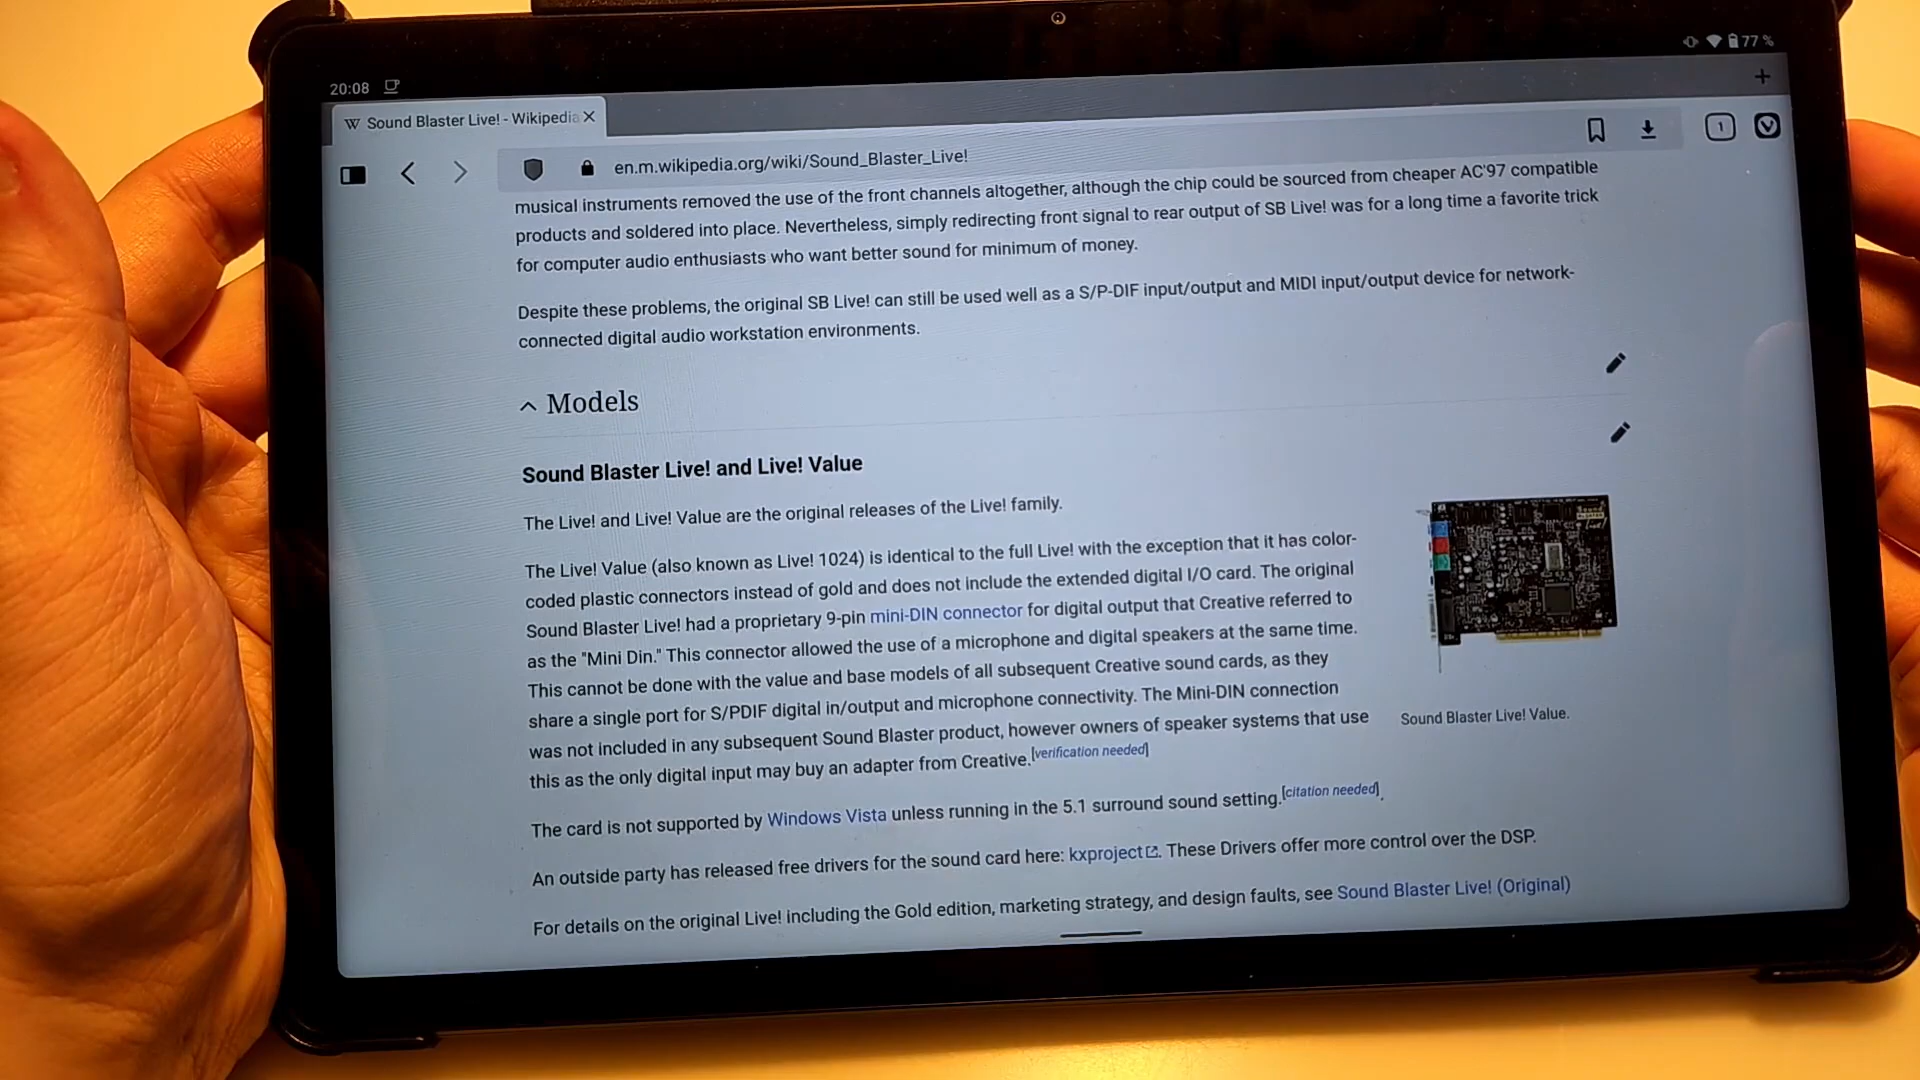 20:08
77 %
Sound Blaster Live! - Wikipedia
1
en.m.wikipedia.org/wiki/Sound_Blaster_Live!
musical instruments removed the use of the front channels altogether, although the chip could be sourced from cheaper AC'97 compatible
products and soldered into place. Nevertheless, simply redirecting front signal to rear output of SB Live! was for a long time a favorite trick
for computer audio enthusiasts who want better sound for minimum of money.
Despite these problems, the original SB Live! can still be used well as a S/P-DIF input/output and MIDI input/output device for network-
connected digital audio workstation environments.
Models
Sound Blaster Live! and Live! Value
The Live! and Live! Value are the original releases of the Live! family.
The Live! Value (also known as Live! 1024) is identical to the full Live! with the exception that it has color-
coded plastic connectors instead of gold and does not include the extended digital I/O card. The original
Sound Blaster Live! had a proprietary 9-pin mini-DIN connector for digital output that Creative referred to
as the "Mini Din." This connector allowed the use of a microphone and digital speakers at the same time.
This cannot be done with the value and base models of all subsequent Creative sound cards, as they
share a single port for S/PDIF digital in/output and microphone connectivity. The Mini-DIN connection
was not included in any subsequent Sound Blaster product, however owners of speaker systems that use
this as the only digital input may buy an adapter from Creative.[verification needed]
Sound Blaster Live! Value.
The card is not supported by Windows Vista unless running in the 5.1 surround sound setting.[citation needed].
An outside party has released free drivers for the sound card here: kxproject. These Drivers offer more control over the DSP.
For details on the original Live! including the Gold edition, marketing strategy, and design faults, see Sound Blaster Live! (Original)